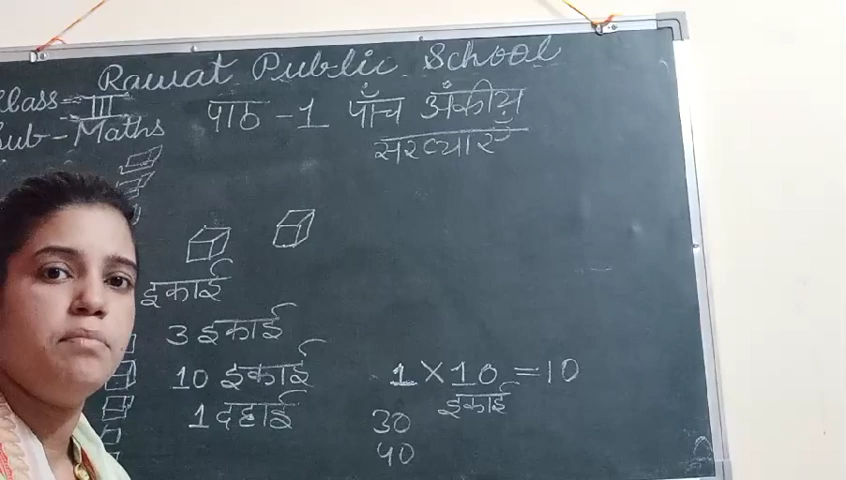 Rawat Public School
Class - III
Sub - Maths
पाठ - 1 पाँच अंकीय
संख्याएँ
इकाई
3 इकाई
10 इकाई
1 दहाई
1 × 10 = 10
इकाई
30
40